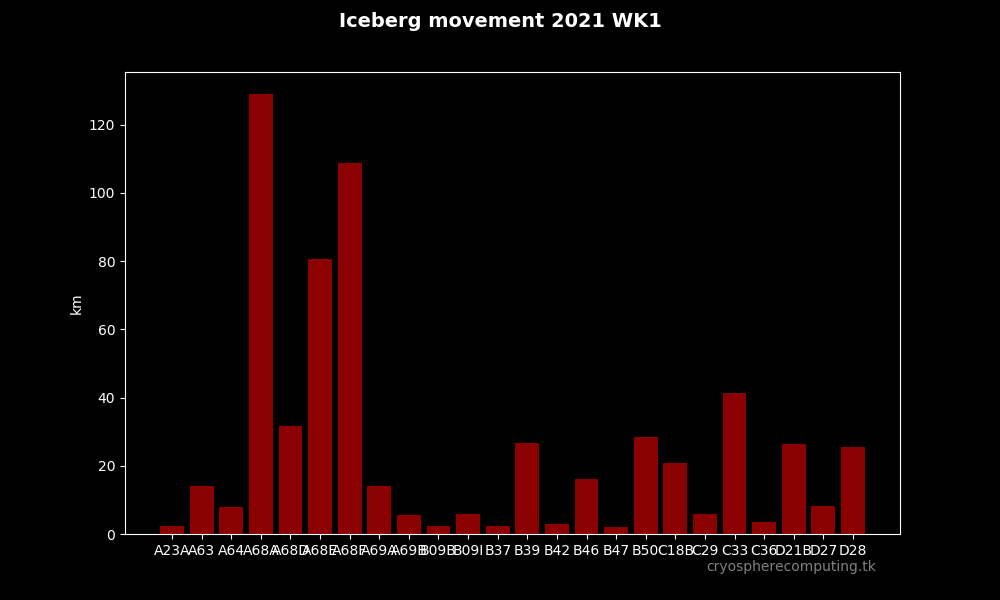 Iceberg movement 2021 WK1
120
100
80
60
40
20
0
km
A23A A63 A64 A68A A68D A68E A68F A69A A69B B09B B09I B37 B39 B42 B46 B47 B50 C18B C29 C33 C36 D21B D27 D28
cryospherecomputing.tk